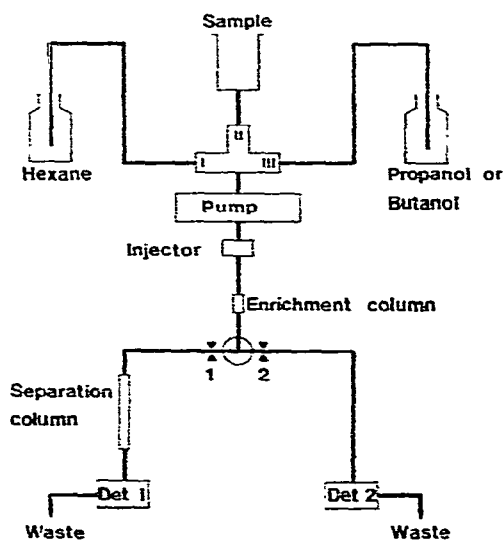 Sample
I
II
III
Hexane
Propanol or
Butanol
Pump
Injector
Enrichment column
1
2
Separation
column
Det 1
Det 2
Waste
Waste